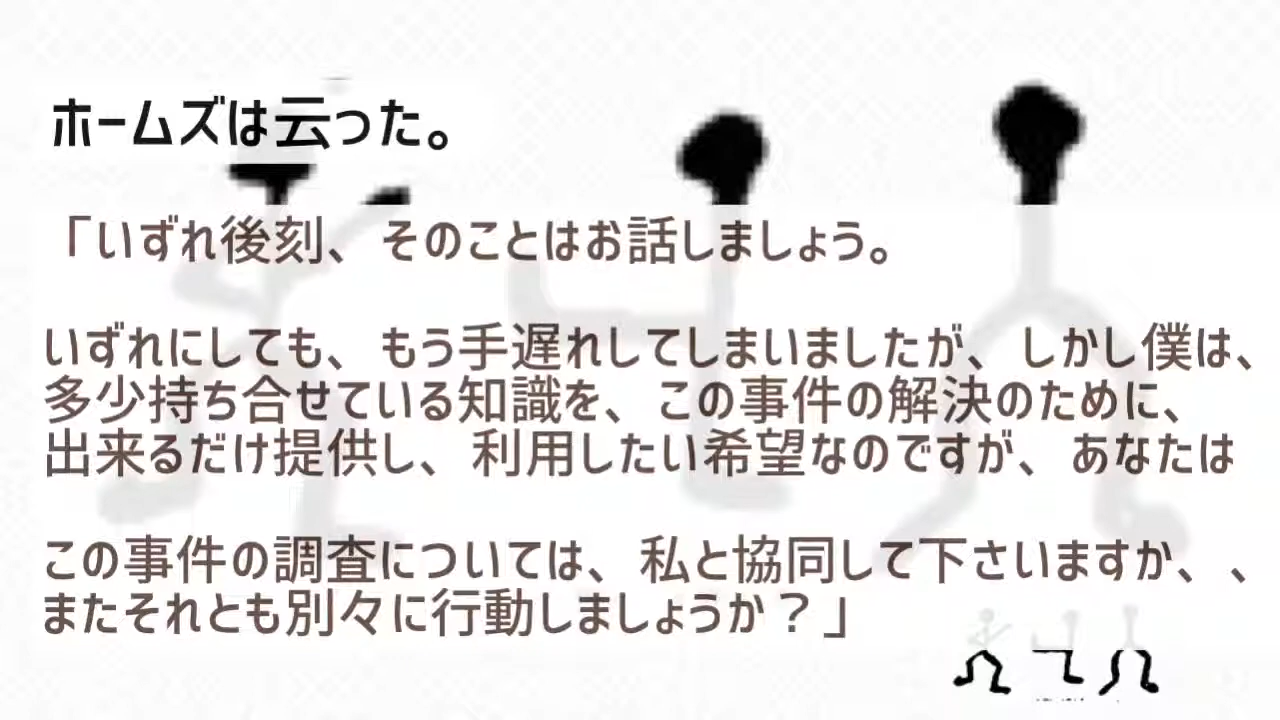 ホームズは云った。
「いずれ後刻、そのことはお話しましょう。
いずれにしても、もう手遅れしてしまいましたが、しかし僕は、
多少持ち合せている知識を、この事件の解決のために、
出来るだけ提供し、利用したい希望なのですが、あなたは
この事件の調査については、私と協同して下さいますか、、
またそれとも別々に行動しましょうか？」